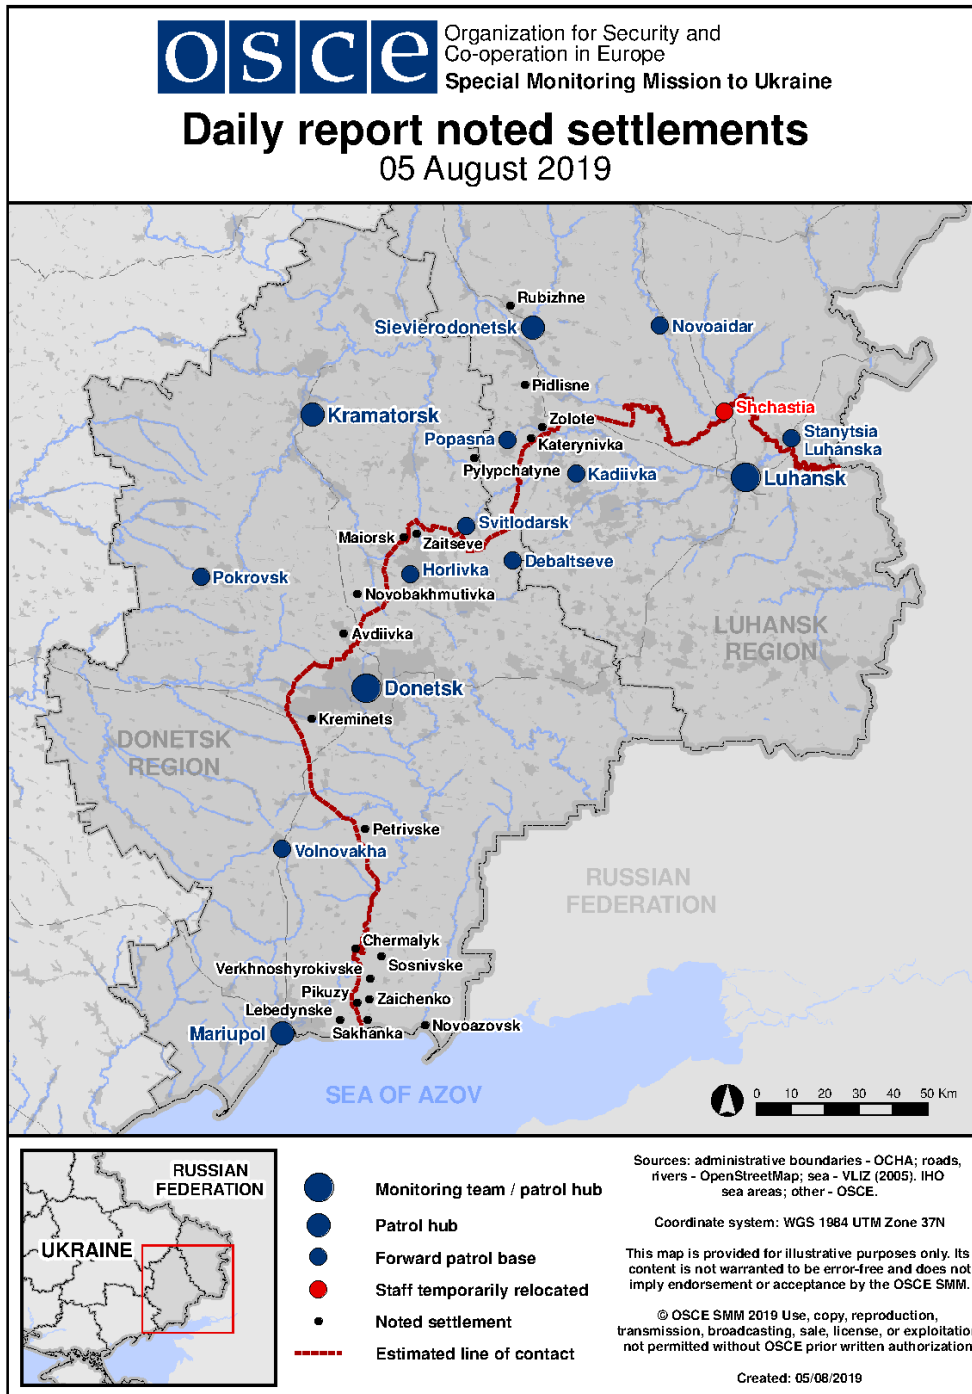 osce
Organization for Security and
Co-operation in Europe
Special Monitoring Mission to Ukraine
Daily report noted settlements
05 August 2019
Rubizhne
Sievierodonetsk
Novoaidar
Pidlisne
Kramatorsk
Shchastia
Zolote
Popasna
Katerynivka
Stanytsia
Luhanska
Pylypchatyne
Kadiivka
Luhansk
Svitlodarsk
Maiorsk
Zaitseve
Debaltseve
Horlivka
Pokrovsk
Novobakhmutivka
Avdiivka
LUHANSK
REGION
Donetsk
Kreminets
DONETSK
REGION
Petrivske
Volnovakha
RUSSIAN
FEDERATION
Chermalyk
Sosnivske
Verkhnoshyrokivske
Pikuzy
Zaichenko
Lebedynske
Mariupol
Sakhanka
Novoazovsk
SEA OF AZOV
0 10 20 30 40 50 Km
RUSSIAN
FEDERATION
UKRAINE
Monitoring team / patrol hub
Patrol hub
Forward patrol base
Staff temporarily relocated
Noted settlement
Estimated line of contact
Sources: administrative boundaries - OCHA; roads,
rivers - OpenStreetMap; sea - VLIZ (2005). IHO
sea areas; other - OSCE.
Coordinate system: WGS 1984 UTM Zone 37N
This map is provided for illustrative purposes only. Its
content is not warranted to be error-free and does not
imply endorsement or acceptance by the OSCE SMM.
© OSCE SMM 2019 Use, copy, reproduction,
transmission, broadcasting, sale, license, or exploitation
not permitted without OSCE prior written authorization
Created: 05/08/2019